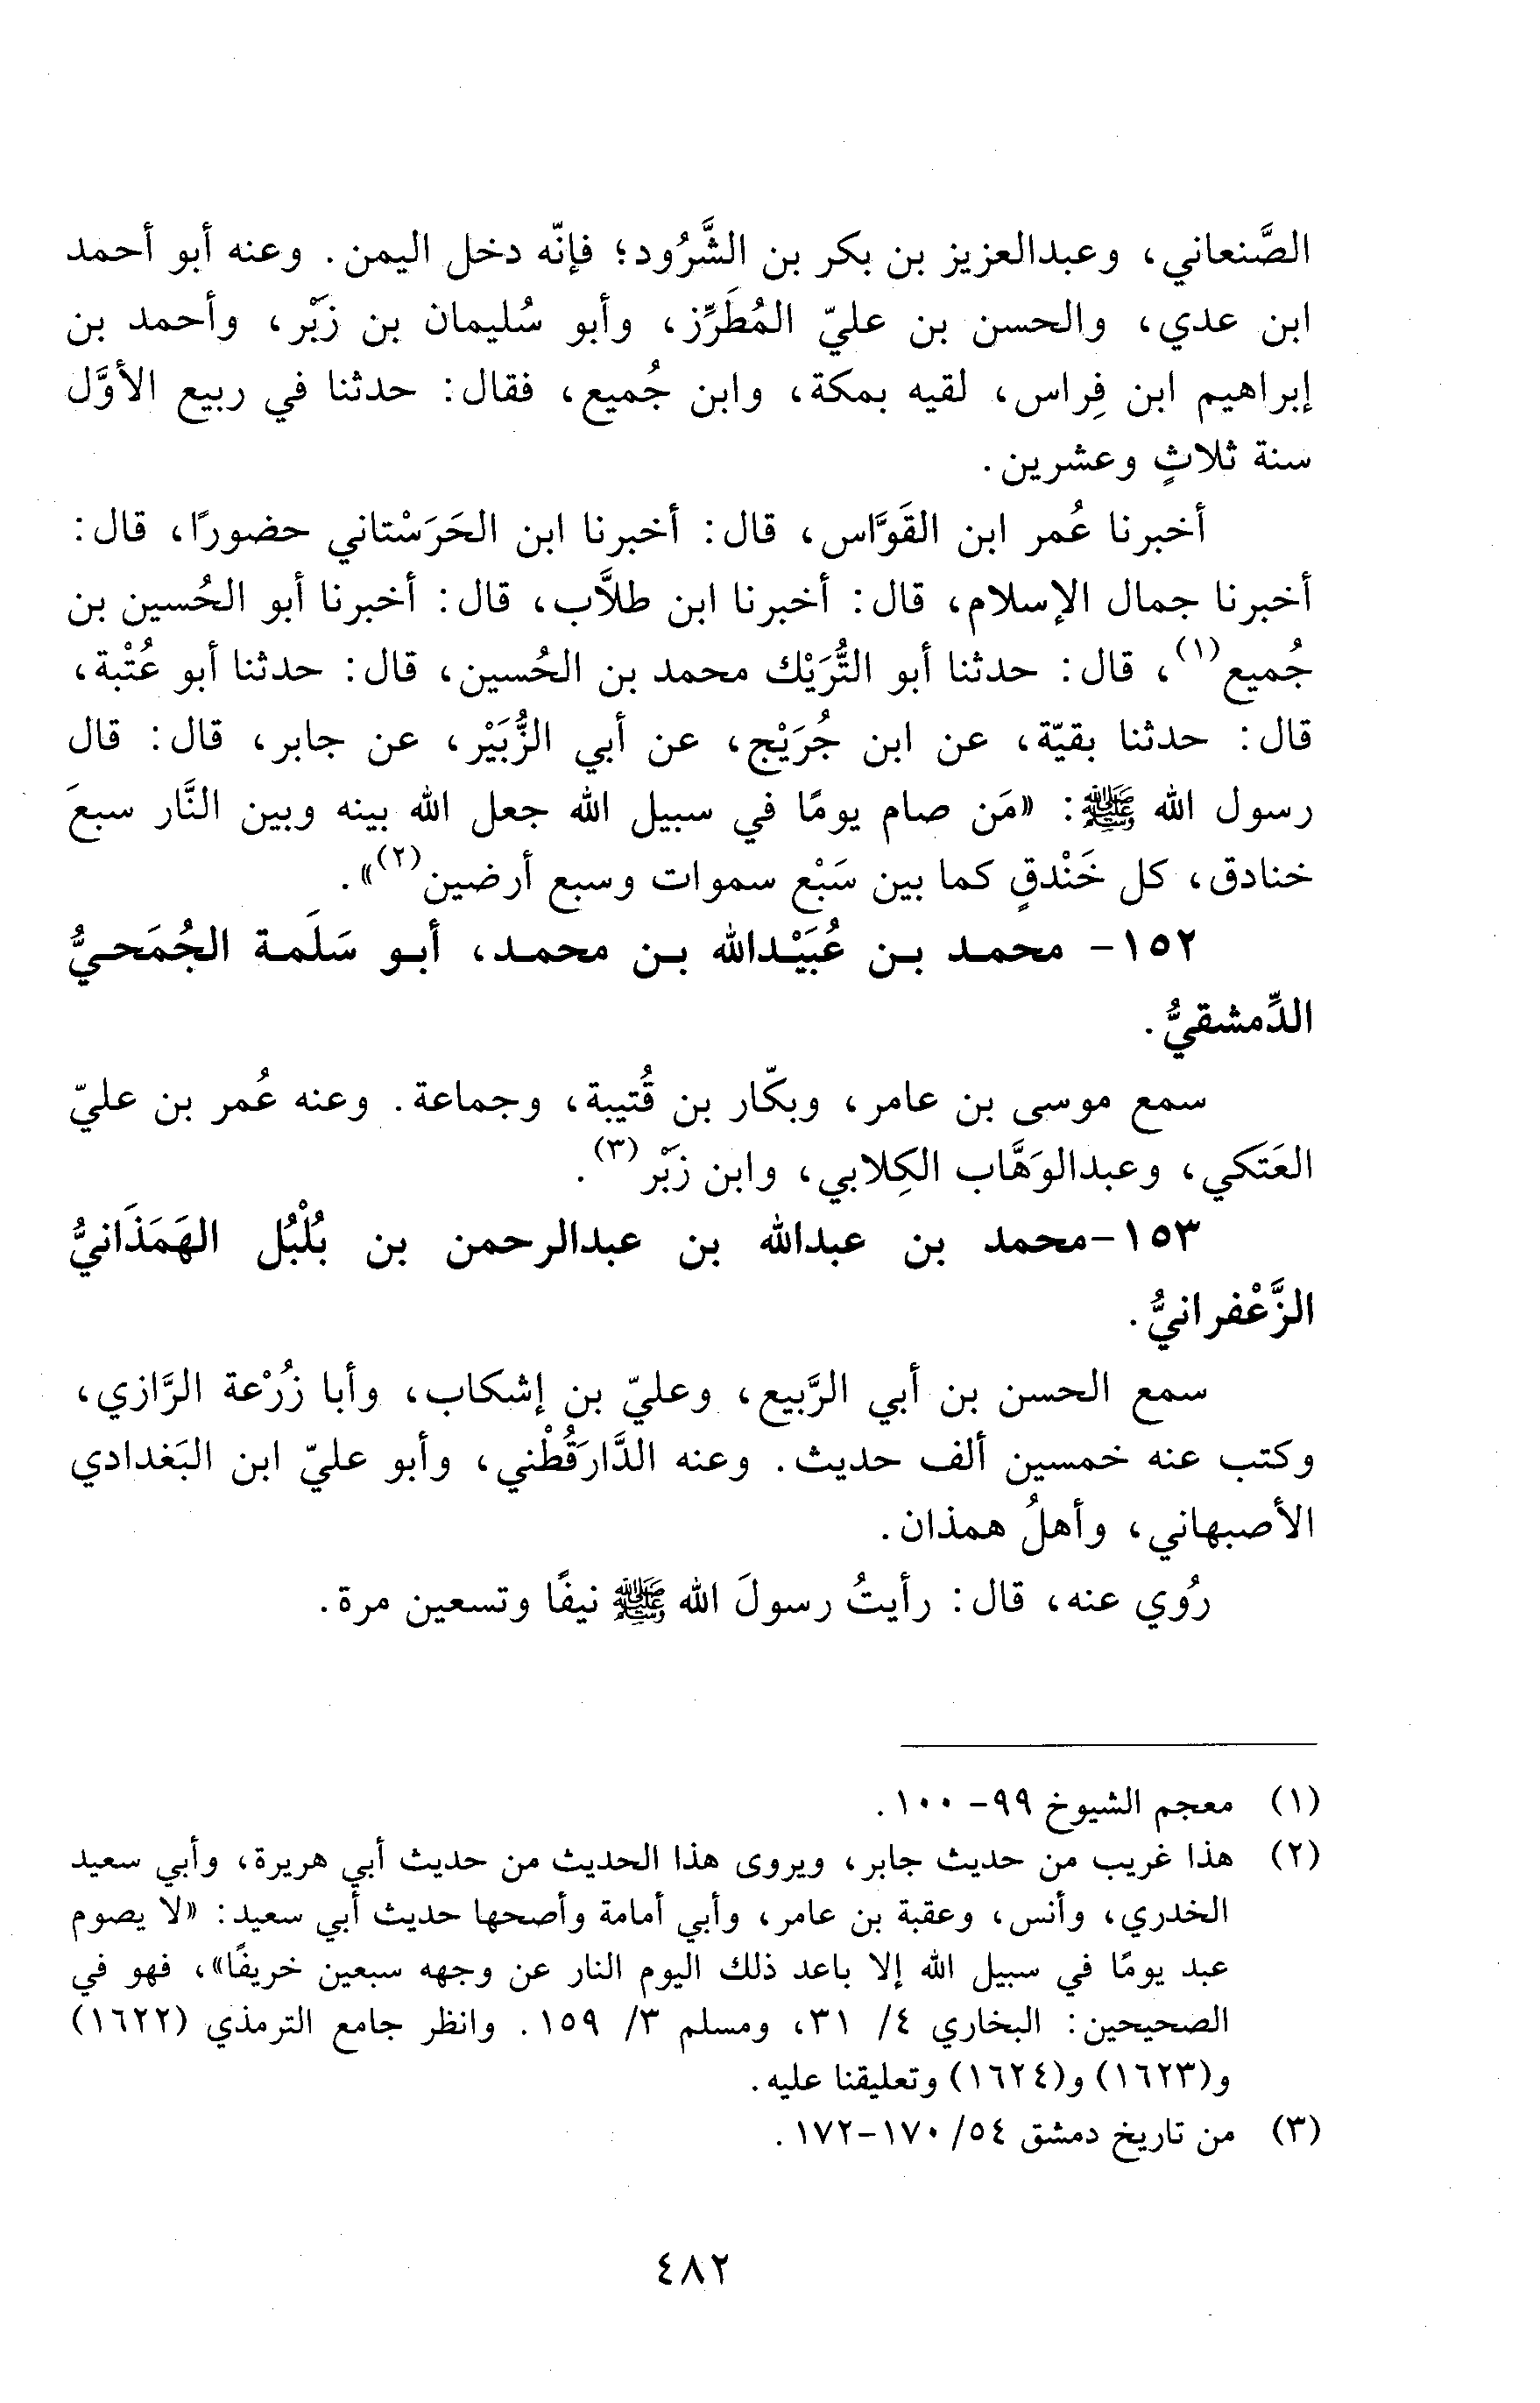 الصَّنعاني، وعبدالعزيز بن بكر بن الشَّرُود؛ فإنّه دخل اليمن. وعنه أبو أحمد
ابن عدي، والحسن بن عليّ المُطَرِّز، وأبو سُليمان بن زَبْر، وأحمد بن
إبراهيم ابن فِراس، لقيه بمكة، وابن جُميع، فقال: حدثنا في ربيع الأوَّل
سنة ثلاثٍ وعشرين.
أخبرنا عُمر ابن القَوَّاس، قال: أخبرنا ابن الحَرَسْتاني حضورًا، قال:
أخبرنا جمال الإسلام، قال: أخبرنا ابن طلاَّب، قال: أخبرنا أبو الحُسين بن
جُميع(١)، قال: حدثنا أبو التُّرَيْك محمد بن الحُسين، قال: حدثنا أبو عُتْبة،
قال: حدثنا بقيّة، عن ابن جُرَيْج، عن أبي الزُّبَيْر، عن جابر، قال: قال
رسول الله ﷺ: «مَن صام يومًا في سبيل الله جعل الله بينه وبين النَّار سبعَ
خنادق، كل خَنْدقٍ كما بين سَبْع سموات وسبع أرضين(٢)».
١٥٢- محمد بن عُبَيْدالله بن محمد، أبو سَلَمة الجُمَحيُّ
الدِّمشقيُّ.
سمع موسى بن عامر، وبكّار بن قُتيبة، وجماعة. وعنه عُمر بن عليّ
العَتَكي، وعبدالوَهَّاب الكِلابي، وابن زَبْر(٣).
١٥٣-محمد بن عبدالله بن عبدالرحمن بن بُلْبُل الهَمَذَانيُّ
الزَّعْفرانيُّ.
سمع الحسن بن أبي الرَّبيع، وعليّ بن إشكاب، وأبا زُرْعة الرَّازي،
وكتب عنه خمسين ألف حديث. وعنه الدَّارَقُطْني، وأبو عليّ ابن البَغدادي
الأصبهاني، وأهلُ همذان.
رُوي عنه، قال: رأيتُ رسولَ الله ﷺ نيفًا وتسعين مرة.
(١) معجم الشيوخ ٩٩- ١٠٠.
(٢) هذا غريب من حديث جابر، ويروى هذا الحديث من حديث أبي هريرة، وأبي سعيد
الخدري، وأنس، وعقبة بن عامر، وأبي أمامة وأصحها حديث أبي سعيد: «لا يصوم
عبد يومًا في سبيل الله إلا باعد ذلك اليوم النار عن وجهه سبعين خريفًا»، فهو في
الصحيحين: البخاري ٤/ ٣١، ومسلم ٣/ ١٥٩. وانظر جامع الترمذي (١٦٢٢)
و(١٦٢٣) و(١٦٢٤) وتعليقنا عليه.
(٣) من تاريخ دمشق ٥٤/ ١٧٠-١٧٢.
٤٨٢